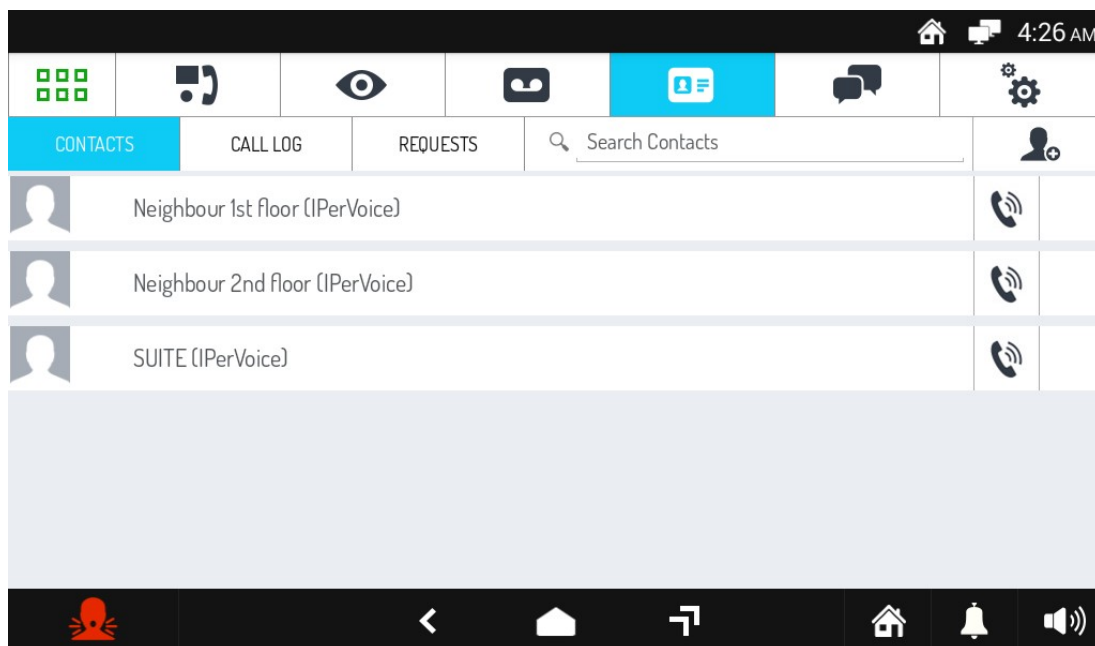 4:26 AM
CONTACTS CALL LOG REQUESTS Search Contacts
Neighbour 1st floor (IPerVoice)
Neighbour 2nd floor (IPerVoice)
SUITE (IPerVoice)